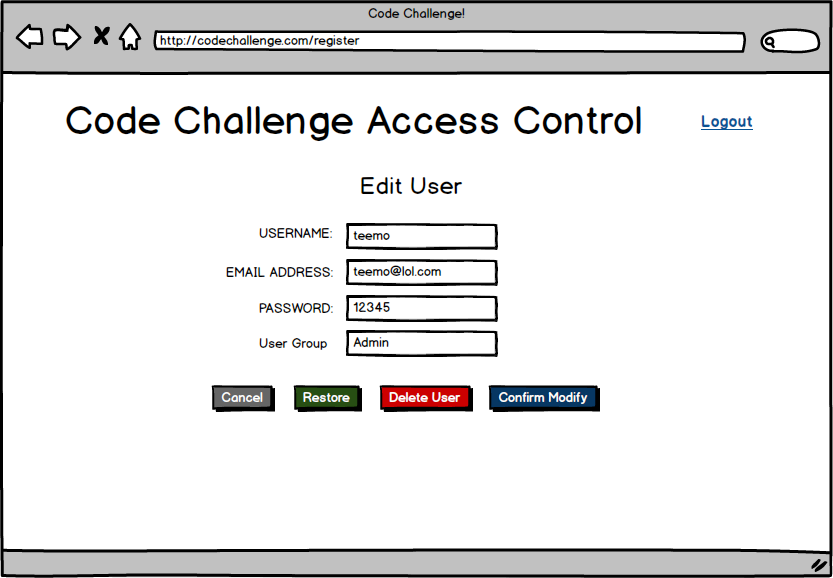 Code Challenge!
http://codechallenge.com/register
Code Challenge Access Control
Logout
Edit User
USERNAME: teemo
EMAIL ADDRESS: teemo@lol.com
PASSWORD: 12345
User Group Admin
Cancel Restore Delete User Confirm Modify